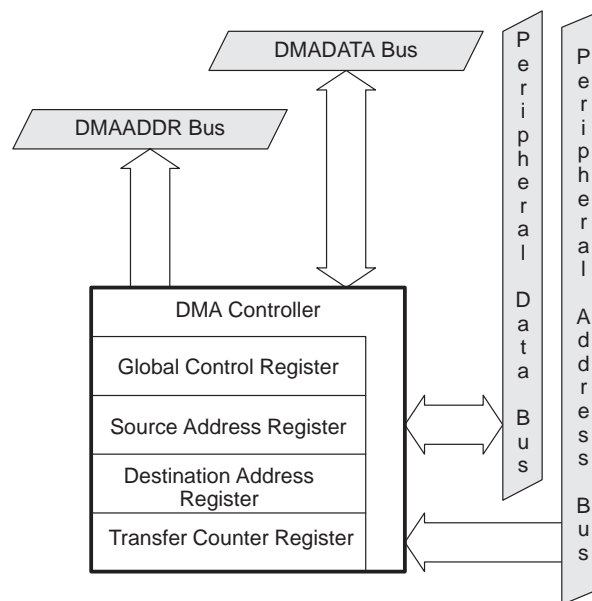 DMADATA Bus
DMAADDR Bus
DMA Controller
Global Control Register
Source Address Register
Destination Address
Register
Transfer Counter Register
Peripheral Data Bus
Peripheral Address Bus